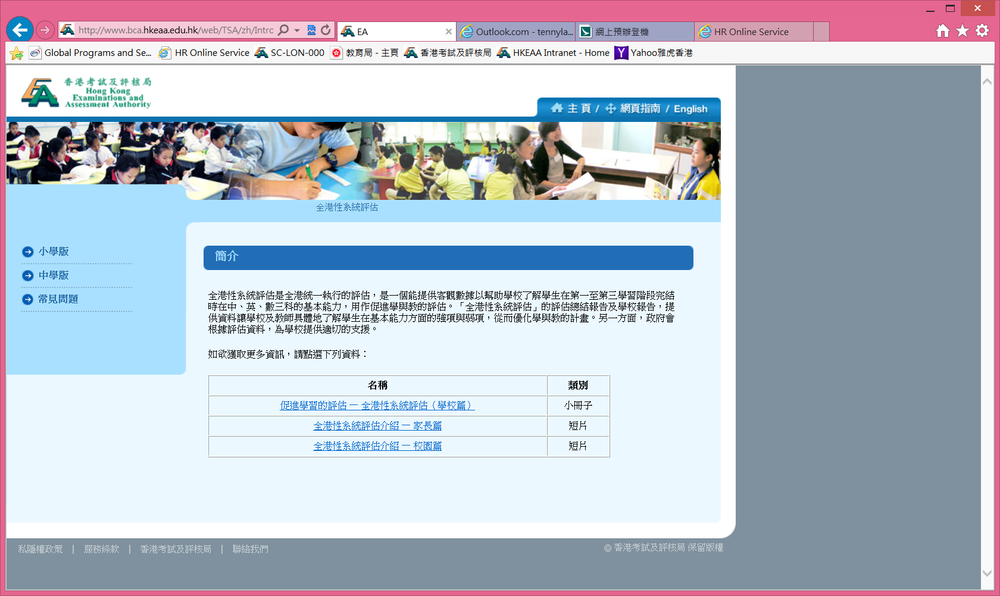 http://www.bca.hkeaa.edu.hk/web/TSA/zh/Intro
EA
Outlook.com - tennyla...
網上預辦登機
HR Online Service
Global Programs and Se...
HR Online Service
SC-LON-000
教育局 - 主頁
香港考試及評核局
HKEAA Intranet - Home
Yahoo雅虎香港
香港考試及評核局
Hong Kong
Examinations and
Assessment Authority
主頁 / 網頁指南 / English
全港性系統評估
小學版
中學版
常見問題
簡介
全港性系統評估是全港統一執行的評估，是一個能提供客觀數據以幫助學校了解學生在第一至第三學習階段完結
時在中、英、數三科的基本能力，用作促進學與教的評估。「全港性系統評估」的評估總結報告及學校報告，提
供資料讓學校及教師具體地了解學生在基本能力方面的強項與弱項，從而優化學與教的計畫。另一方面，政府會
根據評估資料，為學校提供適切的支援。
如欲獲取更多資訊，請點選下列資料：
名稱 類別
促進學習的評估 — 全港性系統評估（學校篇） 小冊子
全港性系統評估介紹 — 家長篇 短片
全港性系統評估介紹 — 校園篇 短片
私隱權政策 | 服務條款 | 香港考試及評核局 | 聯絡我們
© 香港考試及評核局 保留版權